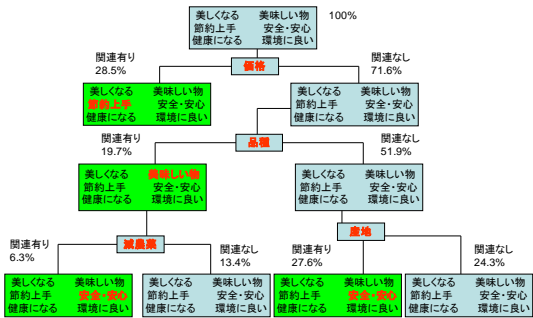 美しくなる 美味しい物
節約上手 安全・安心
健康になる 環境に良い
100%
関連有り
28.5%
価格
関連なし
71.6%
美しくなる 美味しい物
節約上手 安全・安心
健康になる 環境に良い
美しくなる 美味しい物
節約上手 安全・安心
健康になる 環境に良い
関連有り
19.7%
品種
関連なし
51.9%
美しくなる 美味しい物
節約上手 安全・安心
健康になる 環境に良い
美しくなる 美味しい物
節約上手 安全・安心
健康になる 環境に良い
関連有り
6.3%
減農薬
関連なし
13.4%
関連有り
27.6%
産地
関連なし
24.3%
美しくなる 美味しい物
節約上手 安全・安心
健康になる 環境に良い
美しくなる 美味しい物
節約上手 安全・安心
健康になる 環境に良い
美しくなる 美味しい物
節約上手 安全・安心
健康になる 環境に良い
美しくなる 美味しい物
節約上手 安全・安心
健康になる 環境に良い